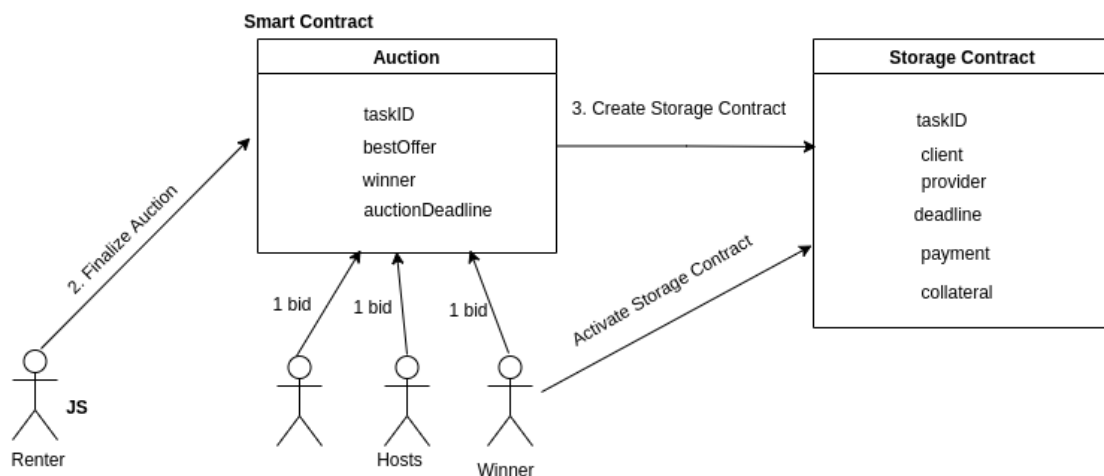 Smart Contract
Auction
taskID
bestOffer
winner
auctionDeadline
3. Create Storage Contract
Storage Contract
taskID
client
provider
deadline
payment
collateral
2. Finalize Auction
1 bid
1 bid
1 bid
Activate Storage Contract
JS
Renter
Hosts
Winner